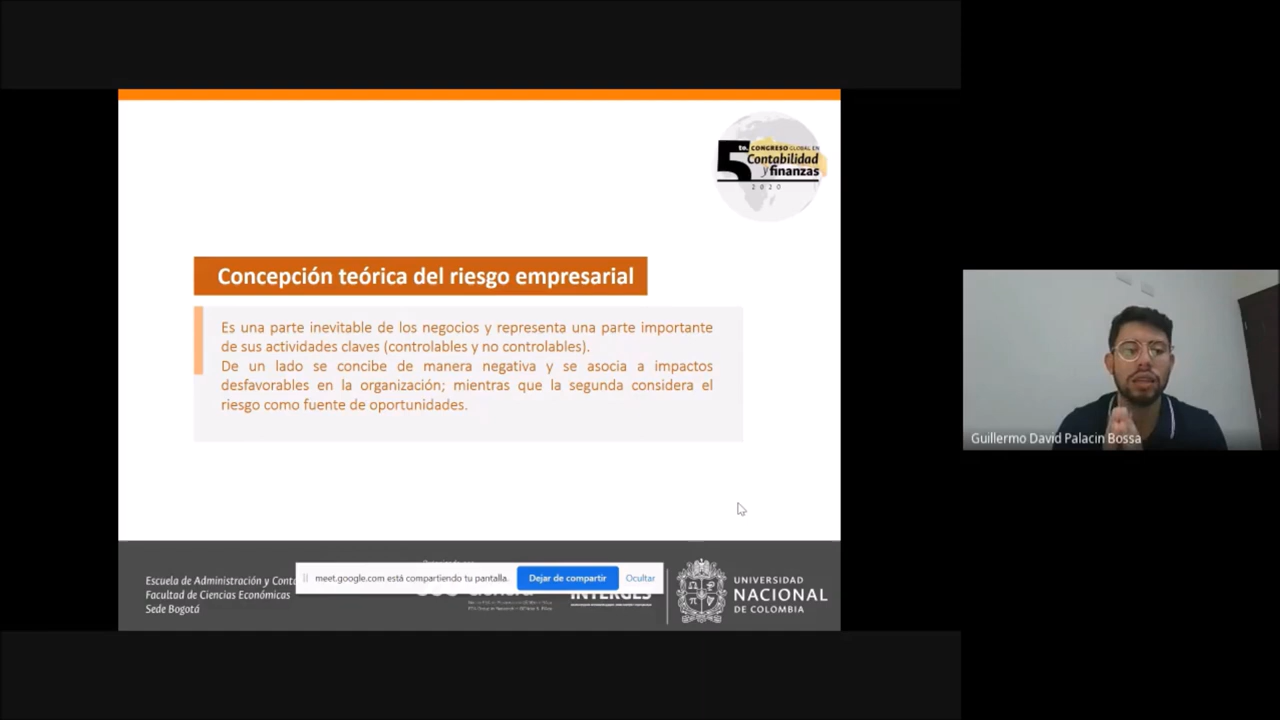 5to. CONGRESO GLOBAL EN
Contabilidad
y finanzas
2020
Concepción teórica del riesgo empresarial
Es una parte inevitable de los negocios y representa una parte importante
de sus actividades claves (controlables y no controlables).
De un lado se concibe de manera negativa y se asocia a impactos
desfavorables en la organización; mientras que la segunda considera el
riesgo como fuente de oportunidades.
Guillermo David Palacin Bossa
Escuela de Administración y Conta
Facultad de Ciencias Económicas
Sede Bogotá
meet.google.com está compartiendo tu pantalla.
Dejar de compartir
Ocultar
INTERGES
UNIVERSIDAD
NACIONAL
DE COLOMBIA